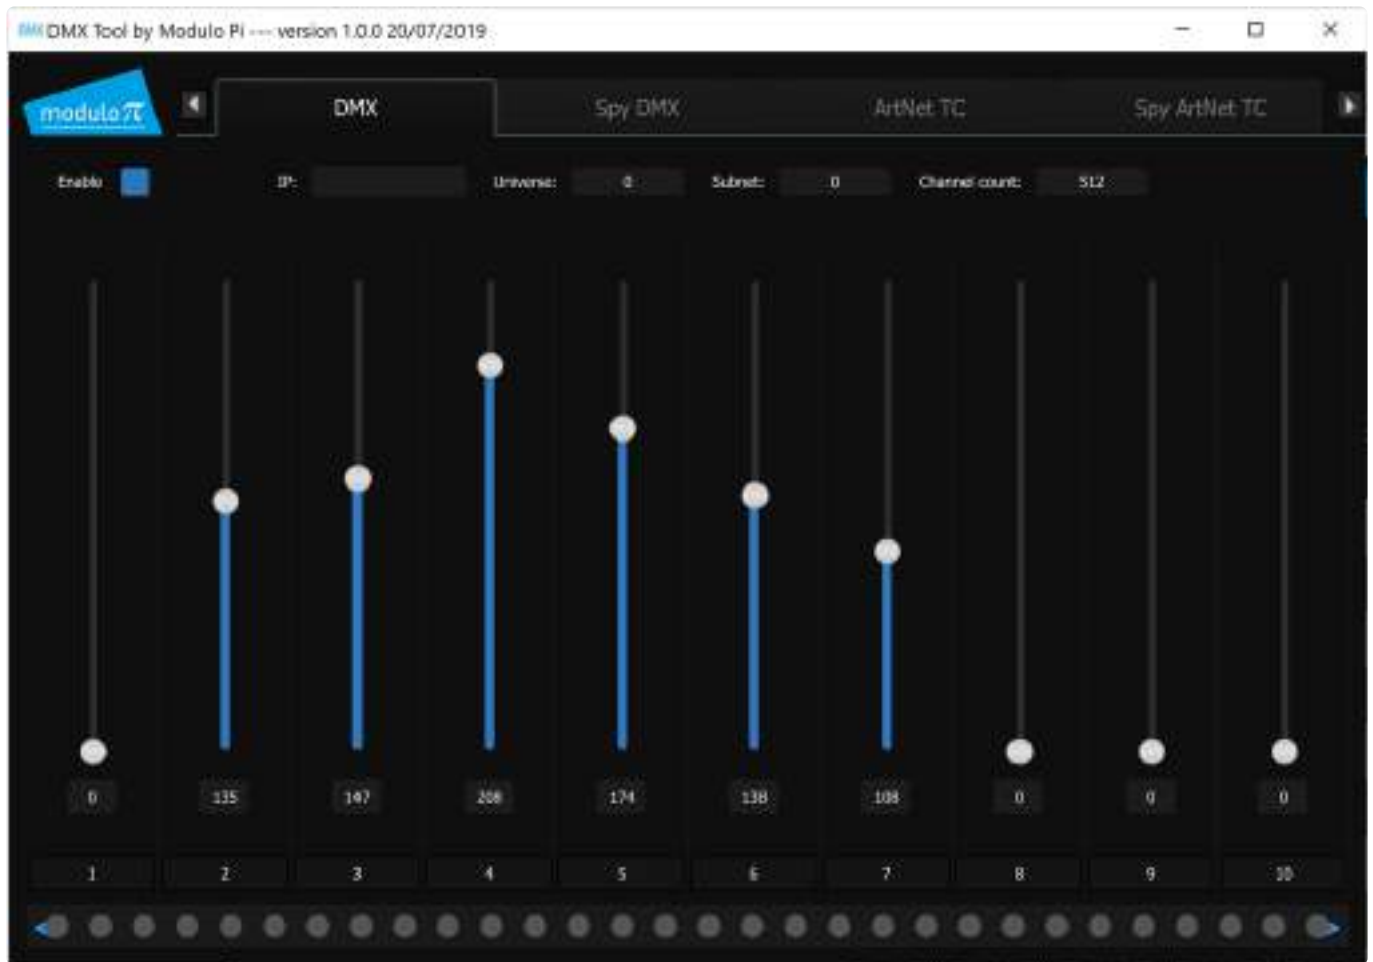 DMX DMX Tool by Modulo Pi --- version 1.0.0 20/07/2019
modulo π
DMX Spy DMX ArtNet TC Spy ArtNet TC
Enable IP: Universe: 0 Subnet: 0 Channel count: 512
0 135 147 208 174 138 108 0 0 0
1 2 3 4 5 6 7 8 9 10
< >